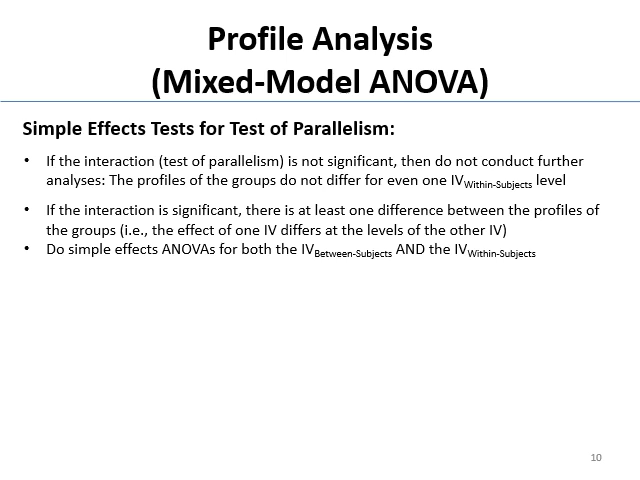 Profile Analysis
(Mixed-Model ANOVA)
Simple Effects Tests for Test of Parallelism:
• If the interaction (test of parallelism) is not significant, then do not conduct further
analyses: The profiles of the groups do not differ for even one IVWithin-Subjects level
• If the interaction is significant, there is at least one difference between the profiles of
the groups (i.e., the effect of one IV differs at the levels of the other IV)
• Do simple effects ANOVAs for both the IVBetween-Subjects AND the IVWithin-Subjects
10